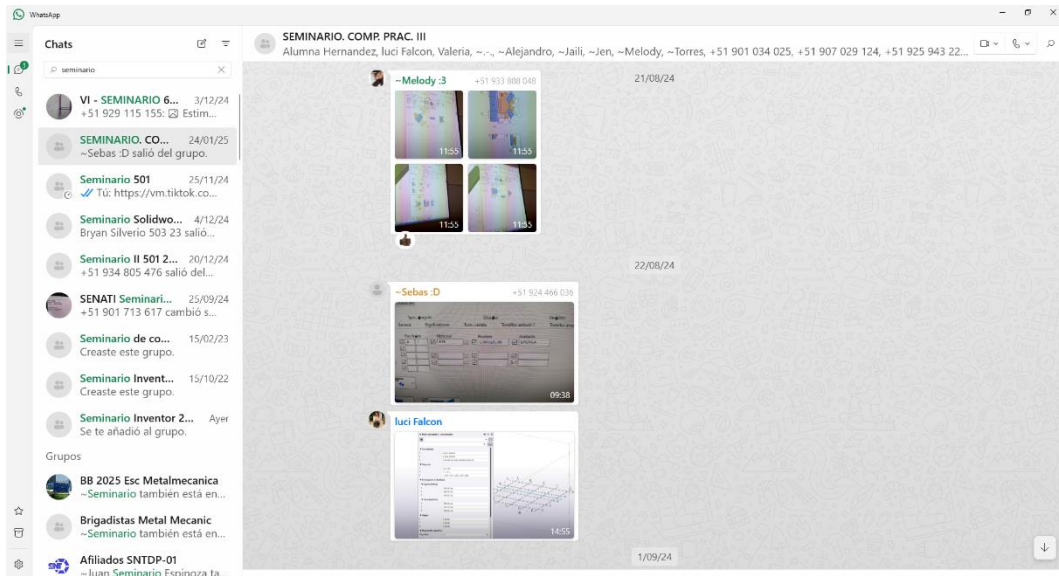 WhatsApp
Chats
seminario
VI - SEMINARIO 6... 3/12/24
+51 929 115 155: Estim...
SEMINARIO. CO... 24/01/25
~Sebas :D salió del grupo.
Seminario 501 25/11/24
Tú: https://vm.tiktok.co...
Seminario Solidwo... 4/12/24
Bryan Silverio 503 23 salió...
Seminario II 501 2... 20/12/24
+51 934 805 476 salió del...
SENATI Seminari... 25/09/24
+51 901 713 617 cambió s...
Seminario de co... 15/02/23
Creaste este grupo.
Seminario Invent... 15/10/22
Creaste este grupo.
Seminario Inventor 2... Ayer
Se te añadió al grupo.
Grupos
BB 2025 Esc Metalmecanica
~Seminario también está en...
Brigadistas Metal Mecanic
~Seminario también está en...
Afiliados SNTDP-01
~Juan Seminario Espinoza ta...
SEMINARIO. COMP. PRAC. III
Alumna Hernandez, luci Falcon, Valeria, ~.-., ~Alejandro, ~Jaili, ~Jen, ~Melody, ~Torres, +51 901 034 025, +51 907 029 124, +51 925 943 22...
21/08/24
~Melody :3 +51 933 808 048
11:55 11:55
11:55 11:55
22/08/24
~Sebas :D +51 924 466 036
09:38
luci Falcon
14:55
1/09/24